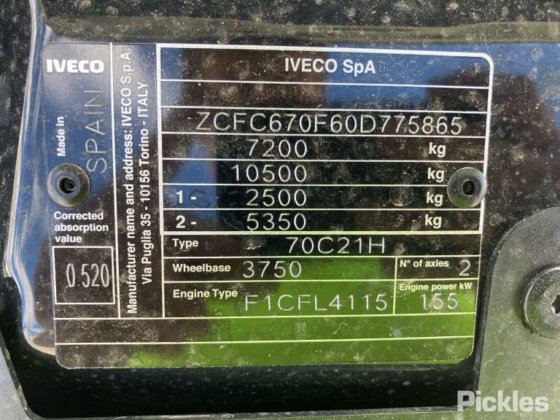 IVECO
IVECO SpA
Made in
SPAIN
Manufacturer name and address: IVECO S.p.A.
Via Puglia 35 - 10156 Torino - ITALY
Corrected
absorption
value
0.520
ZCFC670F60D775865
7200 kg
10500 kg
1- 2500 kg
2- 5350 kg
Type 70C21H
Wheelbase 3750 N° of axles 2
Engine Type F1CFL4115 Engine power kW 155
Pickles